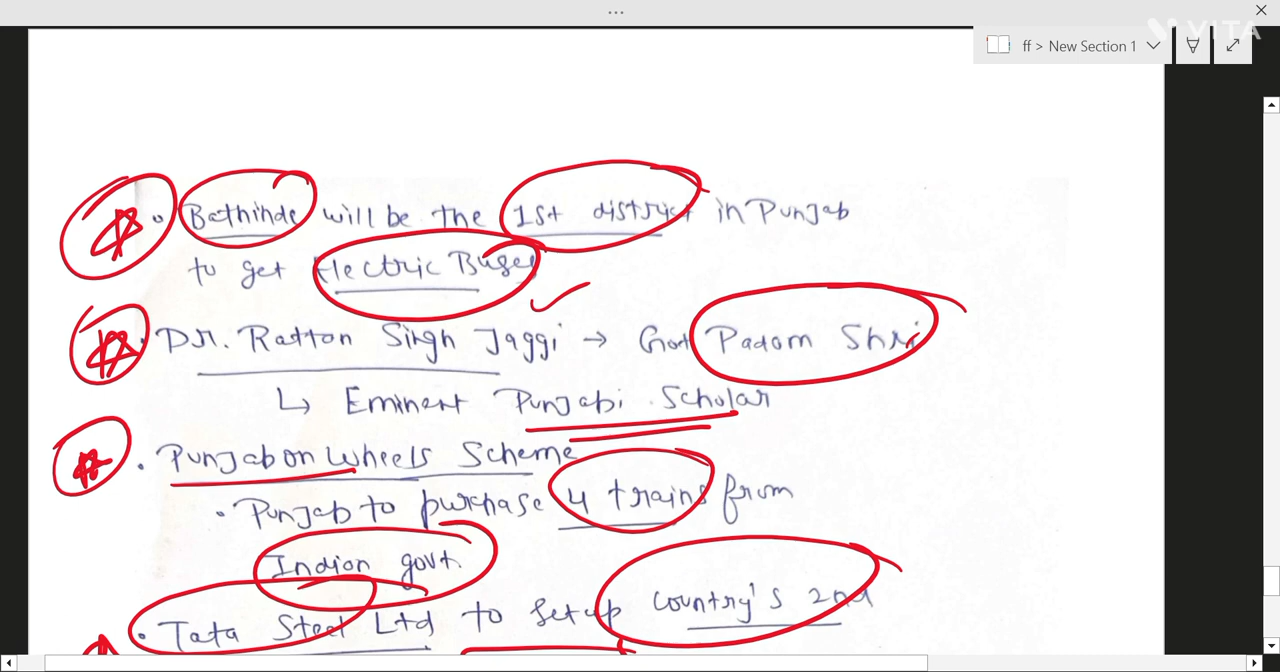 ...
VITA
ff > New Section 1
Bathinda will be the 1st district in Punjab
to get Electric Buses
Dr. Rattan Singh Jaggi → Got Padam Shri
↳ Eminent Punjabi Scholar
Punjab on Wheels Scheme
Punjab to purchase 4 trains from
Indian govt.
Tata Steel Ltd to setup country's 2nd